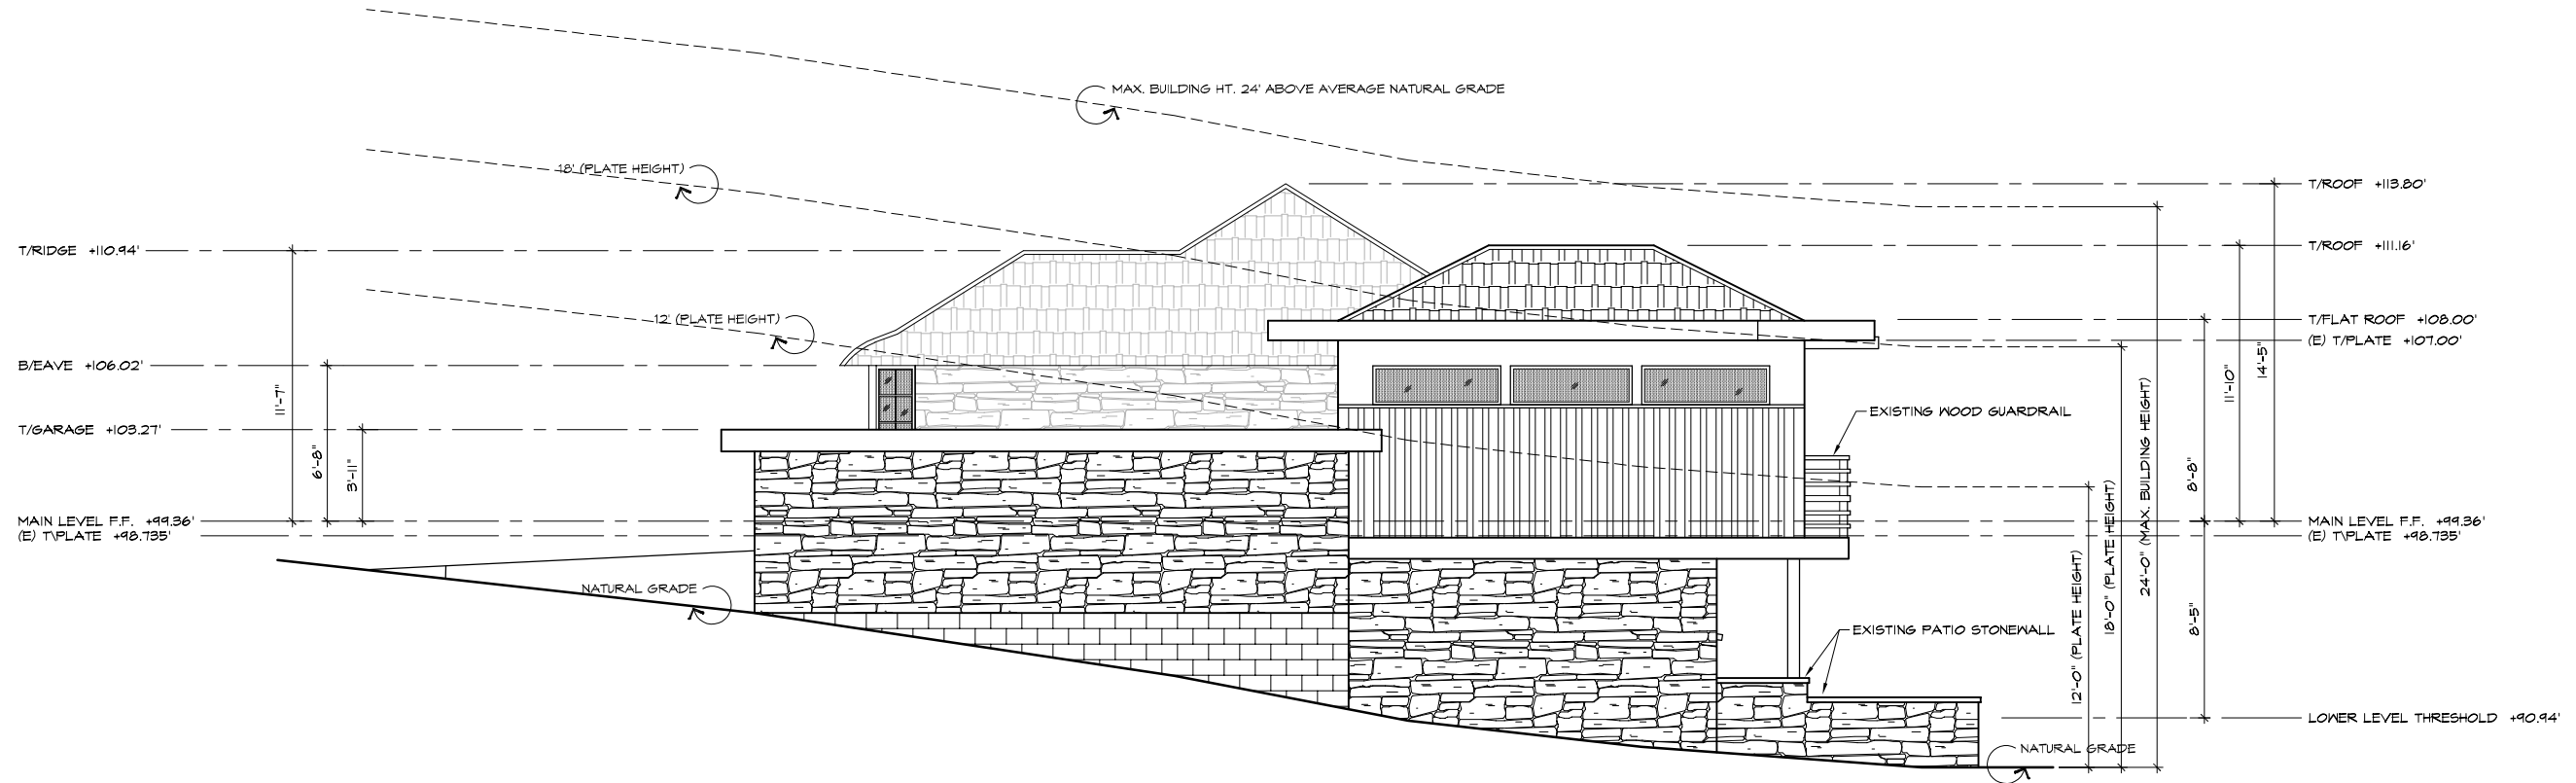 MAX. BUILDING HT. 24' ABOVE AVERAGE NATURAL GRADE
18' (PLATE HEIGHT)
T/ROOF +113.80'
T/RIDGE +110.94'
T/ROOF +111.16'
12' (PLATE HEIGHT)
T/FLAT ROOF +108.00'
(E) T/PLATE +107.00'
B/EAVE +106.02'
11'-7"
6'-8"
3'-11"
14'-5"
11'-10"
EXISTING WOOD GUARDRAIL
T/GARAGE +103.27'
8'-8"
MAIN LEVEL F.F. +99.36'
(E) T\PLATE +98.735'
MAIN LEVEL F.F. +99.36'
(E) T\PLATE +98.735'
NATURAL GRADE
12'-0" (PLATE HEIGHT)
18'-0" (PLATE HEIGHT)
24'-0" (MAX. BUILDING HEIGHT)
8'-5"
EXISTING PATIO STONEWALL
LOWER LEVEL THRESHOLD +90.94'
NATURAL GRADE